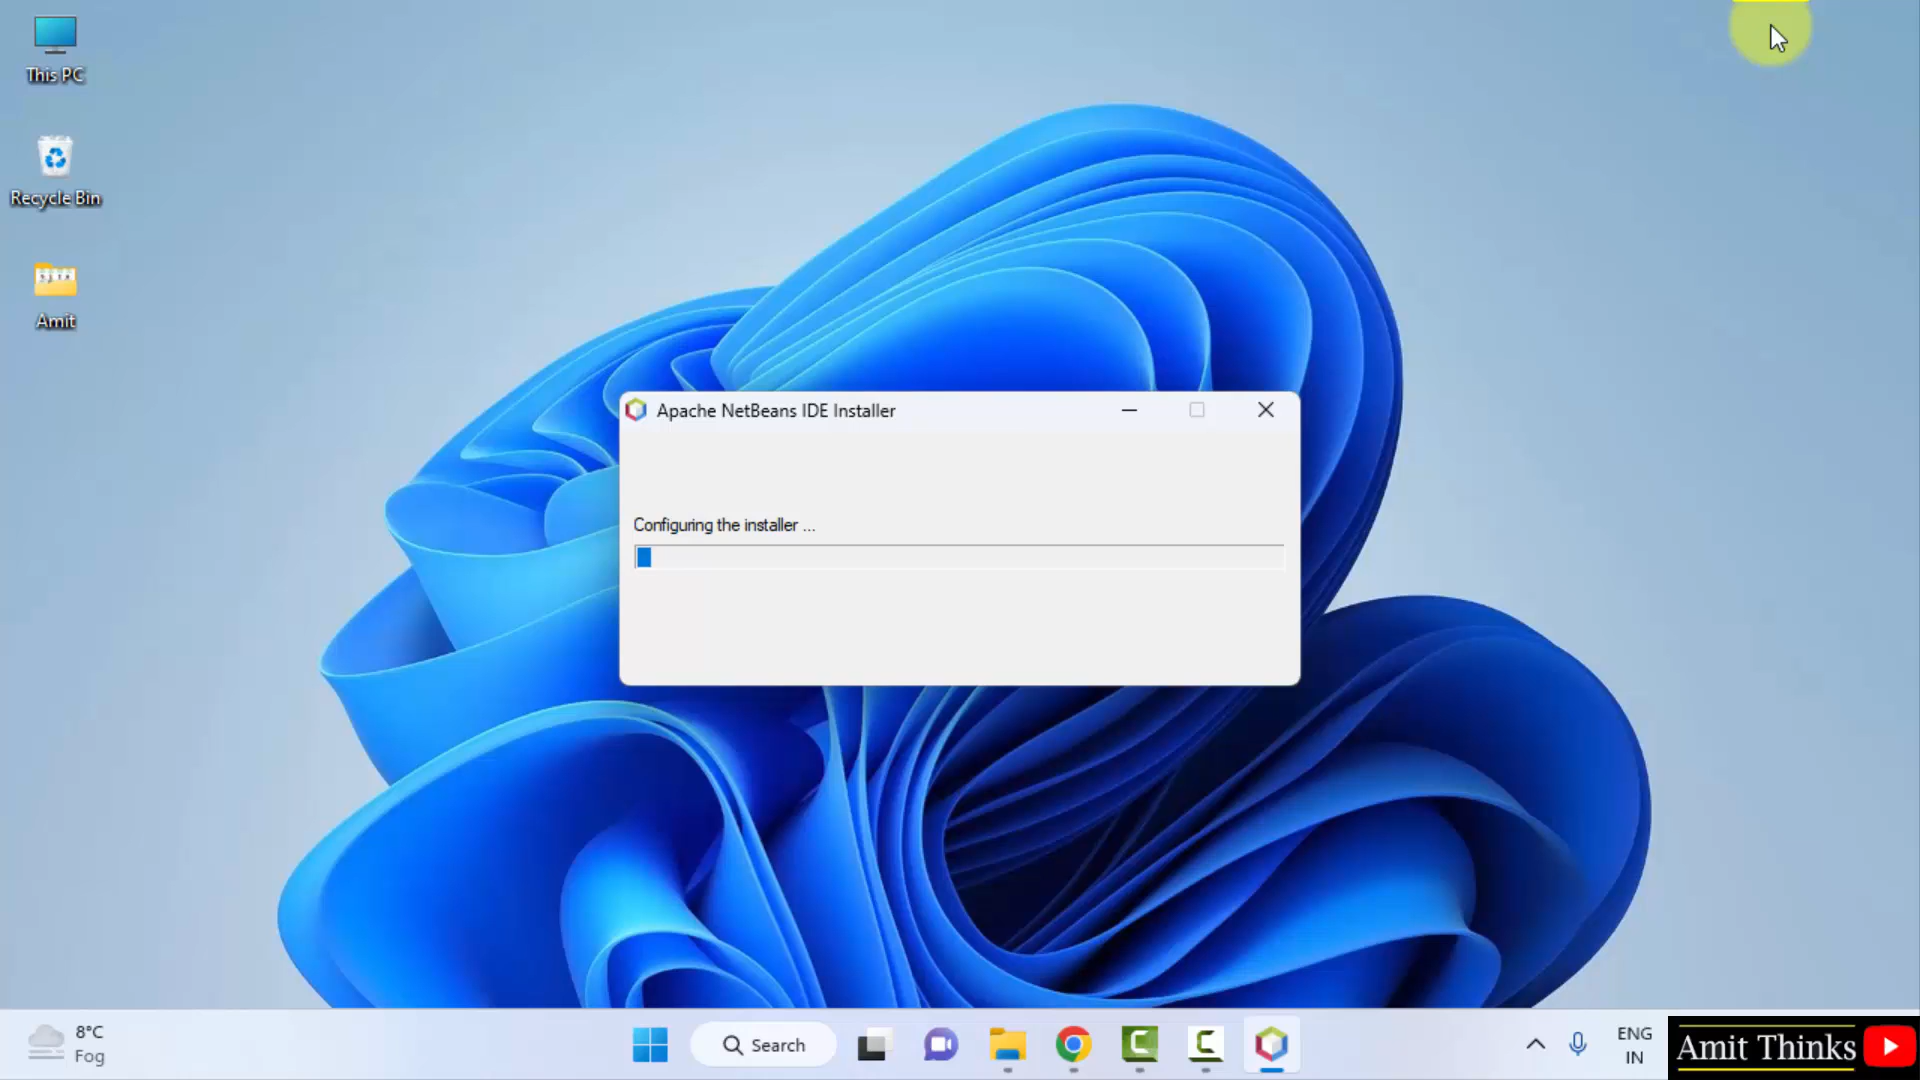 This PC
Recycle Bin
Amit
Apache NetBeans IDE Installer
Configuring the installer ...
8°C
Fog
Search
ENG
IN
Amit Thinks